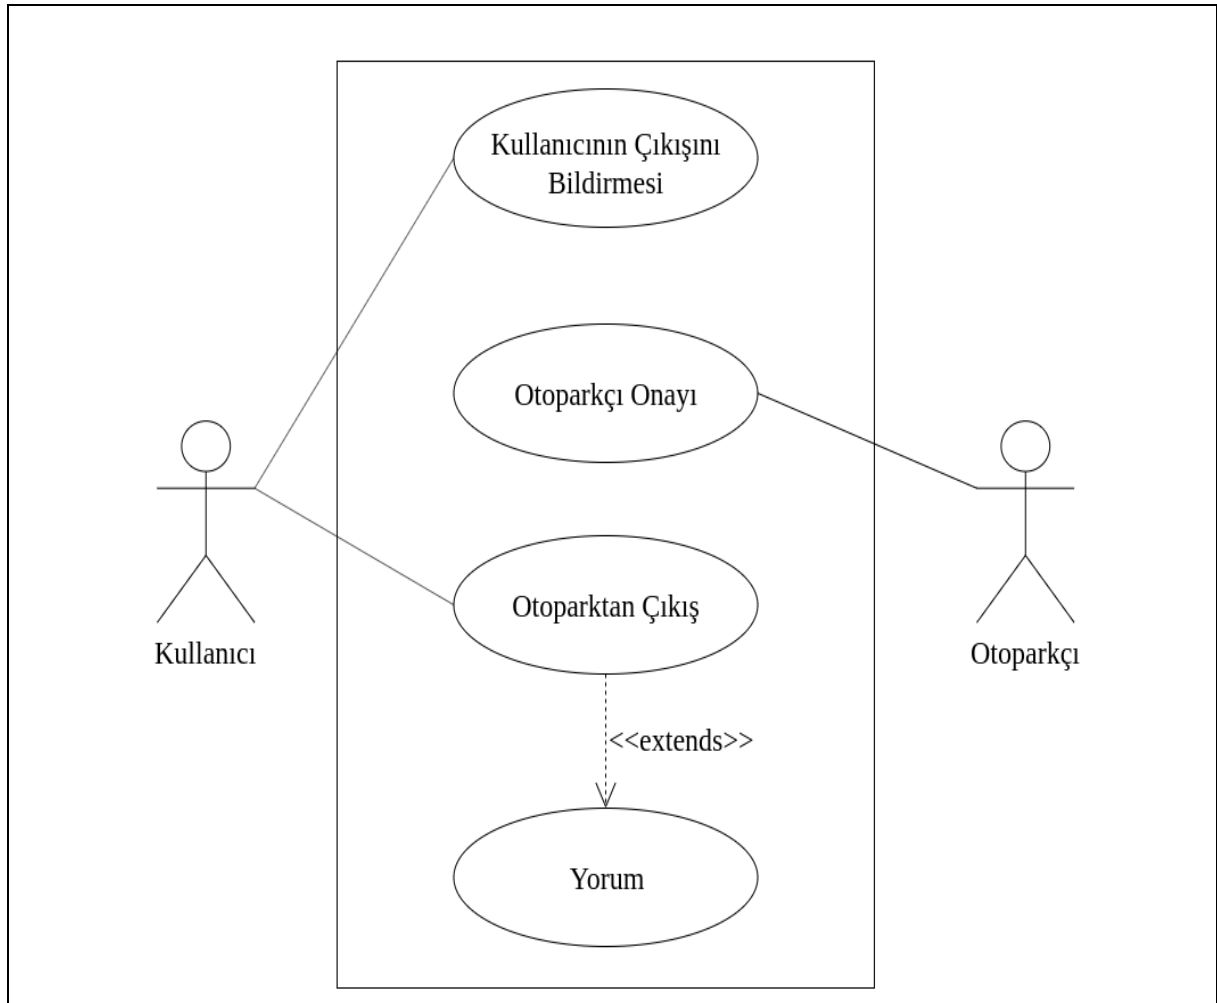 Kullanıcının Çıkışını
Bildirmesi
Otoparkçı Onayı
Otoparktan Çıkış
Kullanıcı
Otoparkçı
<<extends>>
Yorum